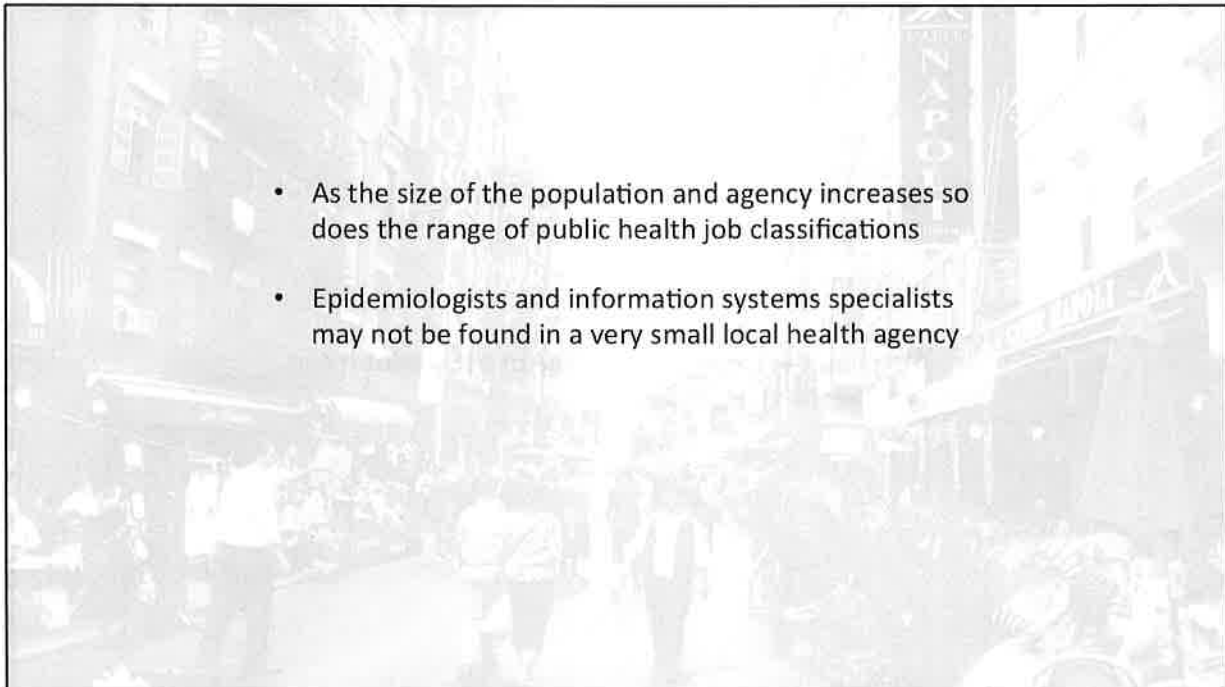 • As the size of the population and agency increases so
does the range of public health job classifications
• Epidemiologists and information systems specialists
may not be found in a very small local health agency
NAPOLI